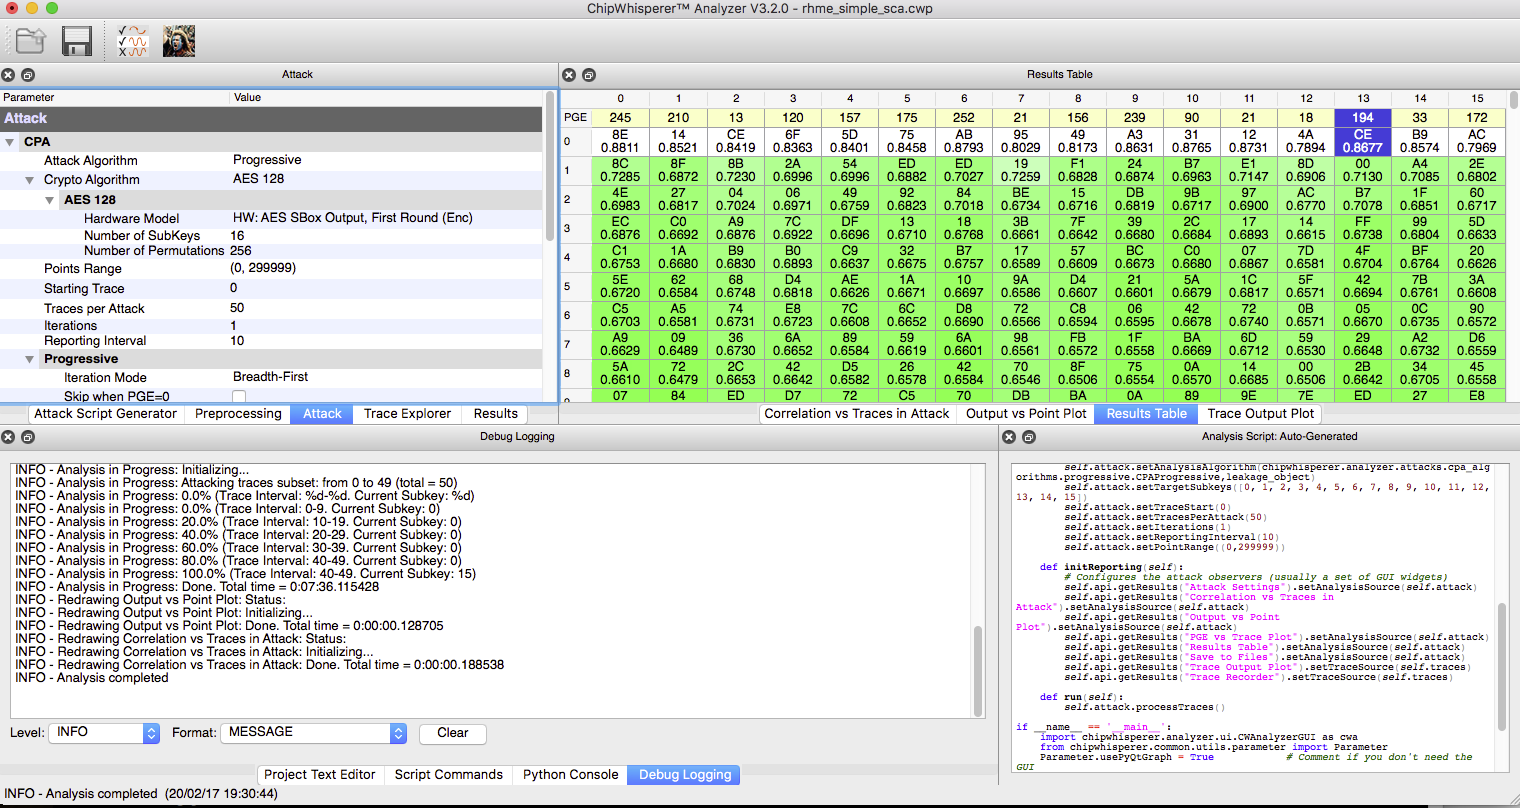 ChipWhisperer™ Analyzer V3.2.0 - rhme_simple_sca.cwp
Attack
Parameter Value
Attack
CPA
Attack Algorithm Progressive
Crypto Algorithm AES 128
AES 128
Hardware Model HW: AES SBox Output, First Round (Enc)
Number of SubKeys 16
Number of Permutations 256
Points Range (0, 299999)
Starting Trace 0
Traces per Attack 50
Iterations 1
Reporting Interval 10
Progressive
Iteration Mode Breadth-First
Skip when PGE=0
Attack Script Generator Preprocessing Attack Trace Explorer Results
Results Table
0 1 2 3 4 5 6 7 8 9 10 11 12 13 14 15
PGE 245 210 13 120 157 175 252 21 156 239 90 21 18 194 33 172
0 8E 14 CE 6F 5D 75 AB 95 49 A3 31 12 4A CE B9 AC
0.8811 0.8521 0.8419 0.8363 0.8401 0.8458 0.8793 0.8029 0.8173 0.8631 0.8765 0.8731 0.7894 0.8677 0.8574 0.7969
1 8C 8F 8B 2A 54 ED ED 19 F1 24 B7 E1 8D 00 A4 2E
0.7285 0.6872 0.7230 0.6996 0.6996 0.6882 0.7027 0.7259 0.6828 0.6874 0.6963 0.7147 0.6906 0.7130 0.7085 0.6802
2 4E 27 04 06 49 92 84 BE 15 DB 9B 97 AC B7 1F 60
0.6983 0.6817 0.7024 0.6971 0.6759 0.6823 0.7018 0.6734 0.6716 0.6819 0.6717 0.6900 0.6770 0.7078 0.6851 0.6717
3 EC C0 A9 7C DF 13 18 3B 7F 39 2C 17 14 FF 99 5D
0.6876 0.6692 0.6876 0.6922 0.6696 0.6710 0.6768 0.6661 0.6642 0.6680 0.6684 0.6893 0.6615 0.6738 0.6804 0.6633
4 C1 1A B9 B0 C9 32 B7 17 57 BC C0 07 7D 4F BF 20
0.6753 0.6680 0.6830 0.6893 0.6637 0.6675 0.6757 0.6589 0.6609 0.6673 0.6680 0.6867 0.6581 0.6704 0.6764 0.6626
5 5E 62 68 D4 AE 1A 10 9A D4 21 5A 1C 5F 42 7B 3A
0.6720 0.6584 0.6748 0.6818 0.6626 0.6671 0.6697 0.6586 0.6607 0.6601 0.6679 0.6817 0.6571 0.6694 0.6761 0.6608
6 C5 A5 74 E8 7C 6C D8 72 C8 06 42 72 0B 05 0C 90
0.6703 0.6581 0.6731 0.6723 0.6608 0.6652 0.6690 0.6566 0.6594 0.6595 0.6678 0.6740 0.6571 0.6670 0.6735 0.6572
7 A9 09 36 6A 89 59 6A 98 FB 1F BA 6D 59 29 A2 D6
0.6629 0.6489 0.6730 0.6652 0.6584 0.6619 0.6601 0.6561 0.6572 0.6558 0.6669 0.6712 0.6530 0.6648 0.6732 0.6559
8 5A 72 2C 42 D5 26 42 70 8F 75 0A 14 00 2B 34 45
0.6610 0.6479 0.6653 0.6642 0.6582 0.6578 0.6584 0.6546 0.6506 0.6554 0.6570 0.6685 0.6506 0.6642 0.6705 0.6558
07 84 ED D7 72 C5 70 DB BA 0A 89 9E 7E ED 27 E8
Correlation vs Traces in Attack Output vs Point Plot Results Table Trace Output Plot
Debug Logging
INFO - Analysis in Progress: Initializing...
INFO - Analysis in Progress: Attacking traces subset: from 0 to 49 (total = 50)
INFO - Analysis in Progress: 0.0% (Trace Interval: %d-%d. Current Subkey: %d)
INFO - Analysis in Progress: 0.0% (Trace Interval: 0-9. Current Subkey: 0)
INFO - Analysis in Progress: 20.0% (Trace Interval: 10-19. Current Subkey: 0)
INFO - Analysis in Progress: 40.0% (Trace Interval: 20-29. Current Subkey: 0)
INFO - Analysis in Progress: 60.0% (Trace Interval: 30-39. Current Subkey: 0)
INFO - Analysis in Progress: 80.0% (Trace Interval: 40-49. Current Subkey: 0)
INFO - Analysis in Progress: 100.0% (Trace Interval: 40-49. Current Subkey: 15)
INFO - Analysis in Progress: Done. Total time = 0:07:36.115428
INFO - Redrawing Output vs Point Plot: Status:
INFO - Redrawing Output vs Point Plot: Initializing...
INFO - Redrawing Output vs Point Plot: Done. Total time = 0:00:00.128705
INFO - Redrawing Correlation vs Traces in Attack: Status:
INFO - Redrawing Correlation vs Traces in Attack: Initializing...
INFO - Redrawing Correlation vs Traces in Attack: Done. Total time = 0:00:00.188538
INFO - Analysis completed
Level: INFO Format: MESSAGE Clear
Project Text Editor Script Commands Python Console Debug Logging
Analysis Script: Auto-Generated
self.attack.setAnalysisAlgorithm(chipwhisperer.analyzer.attacks.cpa_alg
orithms.progressive.CPAProgressive,leakage_object)
self.attack.setTargetSubkeys([0, 1, 2, 3, 4, 5, 6, 7, 8, 9, 10, 11, 12,
13, 14, 15])
self.attack.setTraceStart(0)
self.attack.setTracesPerAttack(50)
self.attack.setIterations(1)
self.attack.setReportingInterval(10)
self.attack.setPointRange((0,299999))
def initReporting(self):
# Configures the attack observers (usually a set of GUI widgets)
self.api.getResults("Attack Settings").setAnalysisSource(self.attack)
self.api.getResults("Correlation vs Traces in
Attack").setAnalysisSource(self.attack)
self.api.getResults("Output vs Point
Plot").setAnalysisSource(self.attack)
self.api.getResults("PGE vs Trace Plot").setAnalysisSource(self.attack)
self.api.getResults("Results Table").setAnalysisSource(self.attack)
self.api.getResults("Save to Files").setAnalysisSource(self.attack)
self.api.getResults("Trace Output Plot").setTraceSource(self.traces)
self.api.getResults("Trace Recorder").setTraceSource(self.traces)
def run(self):
self.attack.processTraces()
if __name__ == '__main__':
import chipwhisperer.analyzer.ui.CWAnalyzerGUI as cwa
from chipwhisperer.common.utils.parameter import Parameter
Parameter.usePyQtGraph = True # Comment if you don't need the
GUI
INFO - Analysis completed (20/02/17 19:30:44)